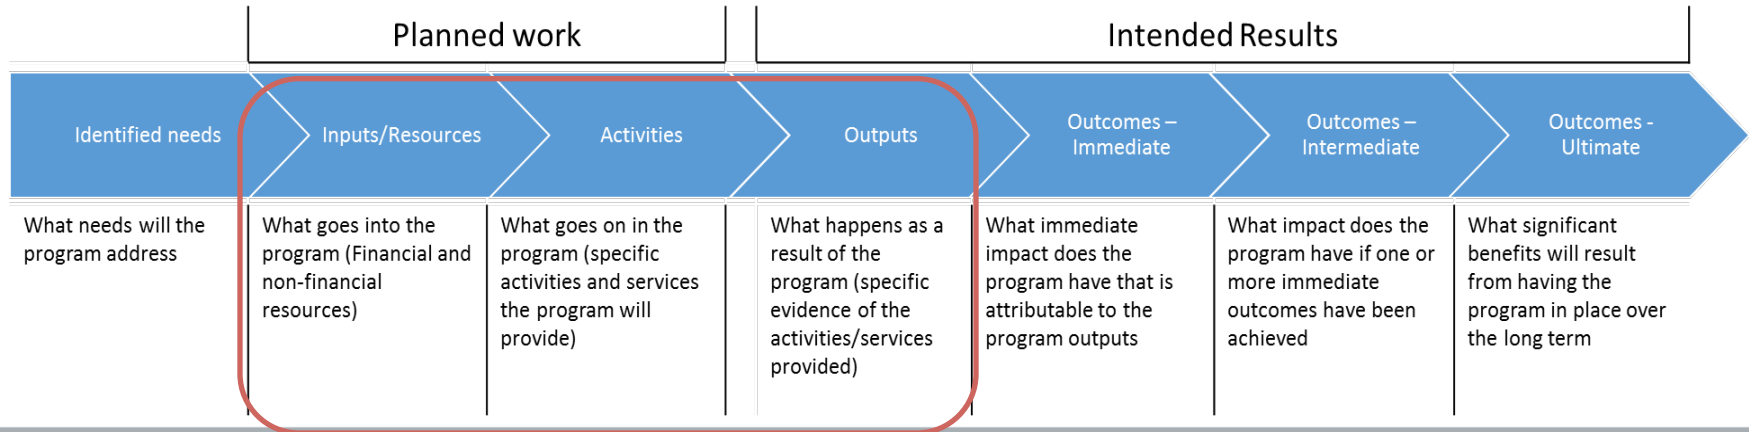 Planned work
Intended Results
Identified needs
Inputs/Resources
Activities
Outputs
Outcomes –
Immediate
Outcomes –
Intermediate
Outcomes -
Ultimate
What needs will the
program address
What goes into the
program (Financial and
non-financial
resources)
What goes on in the
program (specific
activities and services
the program will
provide)
What happens as a
result of the
program (specific
evidence of the
activities/services
provided)
What immediate
impact does the
program have that is
attributable to the
program outputs
What impact does the
program have if one or
more immediate
outcomes have been
achieved
What significant
benefits will result
from having the
program in place over
the long term